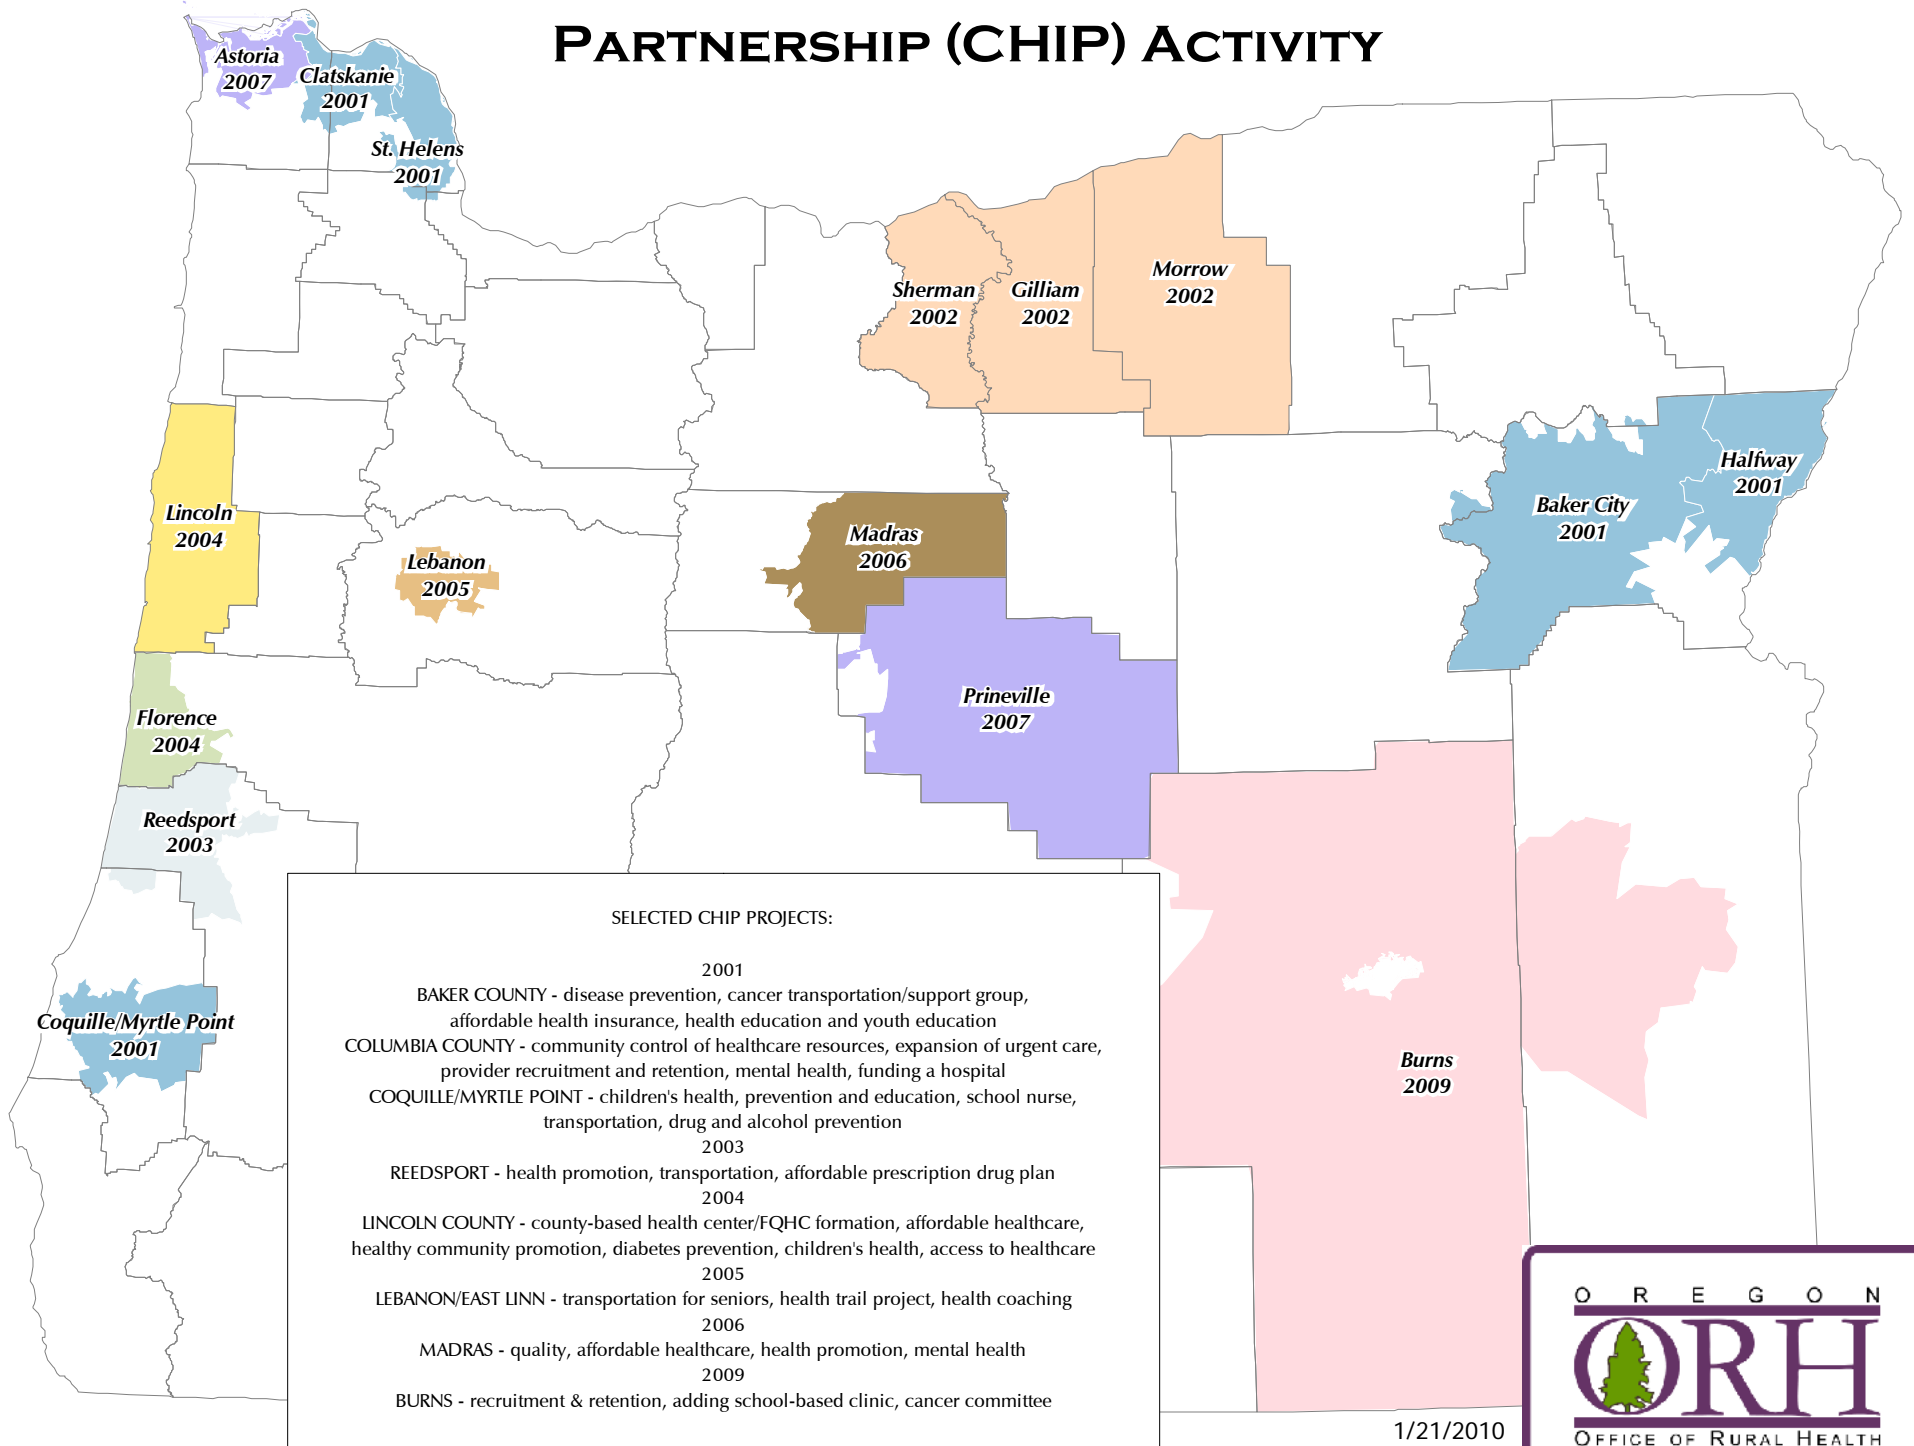 PARTNERSHIP (CHIP) ACTIVITY
Astoria
2007
Clatskanie
2001
St. Helens
2001
Sherman
2002
Gilliam
2002
Morrow
2002
Halfway
2001
Baker City
2001
Lincoln
2004
Lebanon
2005
Madras
2006
Prineville
2007
Florence
2004
Reedsport
2003
Coquille/Myrtle Point
2001
Burns
2009
SELECTED CHIP PROJECTS:
2001
BAKER COUNTY - disease prevention, cancer transportation/support group,
affordable health insurance, health education and youth education
COLUMBIA COUNTY - community control of healthcare resources, expansion of urgent care,
provider recruitment and retention, mental health, funding a hospital
COQUILLE/MYRTLE POINT - children's health, prevention and education, school nurse,
transportation, drug and alcohol prevention
2003
REEDSPORT - health promotion, transportation, affordable prescription drug plan
2004
LINCOLN COUNTY - county-based health center/FQHC formation, affordable healthcare,
healthy community promotion, diabetes prevention, children's health, access to healthcare
2005
LEBANON/EAST LINN - transportation for seniors, health trail project, health coaching
2006
MADRAS - quality, affordable healthcare, health promotion, mental health
2009
BURNS - recruitment & retention, adding school-based clinic, cancer committee
1/21/2010
OREGON
ORH
OFFICE OF RURAL HEALTH